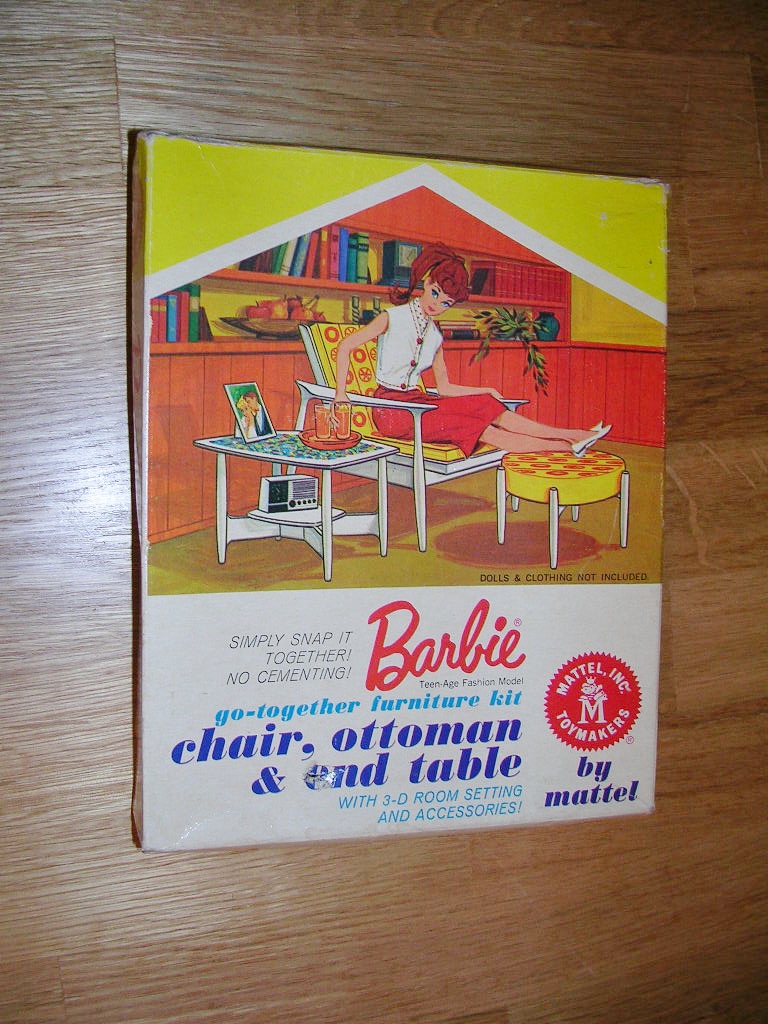 DOLLS & CLOTHING NOT INCLUDED.
SIMPLY SNAP IT
TOGETHER!
NO CEMENTING!
Barbie®
Teen-Age Fashion Model
go-together furniture kit
chair, ottoman
& end table
WITH 3-D ROOM SETTING
AND ACCESSORIES!
MATTEL, INC.
M
TOYMAKERS
®
by
mattel